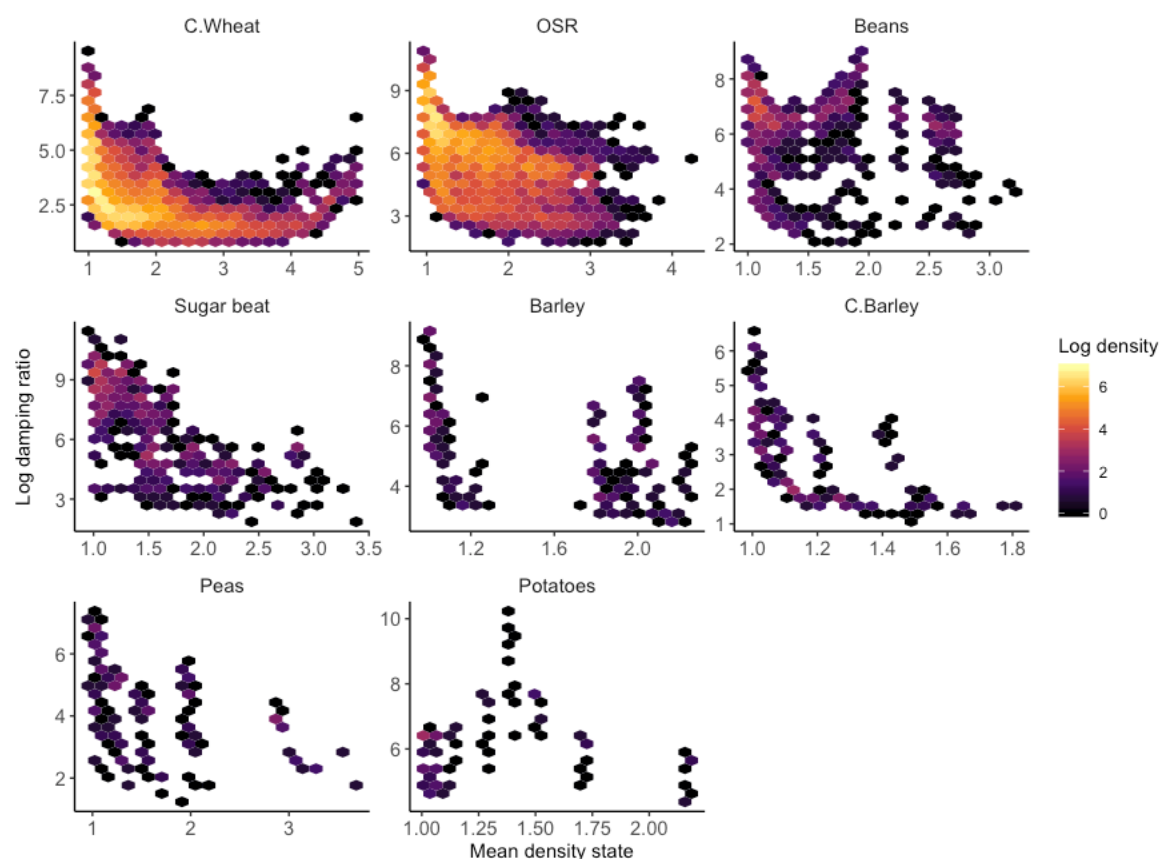 C.Wheat
OSR
Beans
7.5
5.0
2.5
1 2 3 4 5
9
6
3
1 2 3 4
8
6
4
2
1.0 1.5 2.0 2.5 3.0
Sugar beat
Barley
C.Barley
Log damping ratio
9
6
3
1.0 1.5 2.0 2.5 3.0 3.5
8
6
4
1.2 1.6 2.0
6
5
4
3
2
1
1.0 1.2 1.4 1.6 1.8
Log density
6
4
2
0
Peas
Potatoes
6
4
2
1 2 3
10
8
6
1.00 1.25 1.50 1.75 2.00
Mean density state